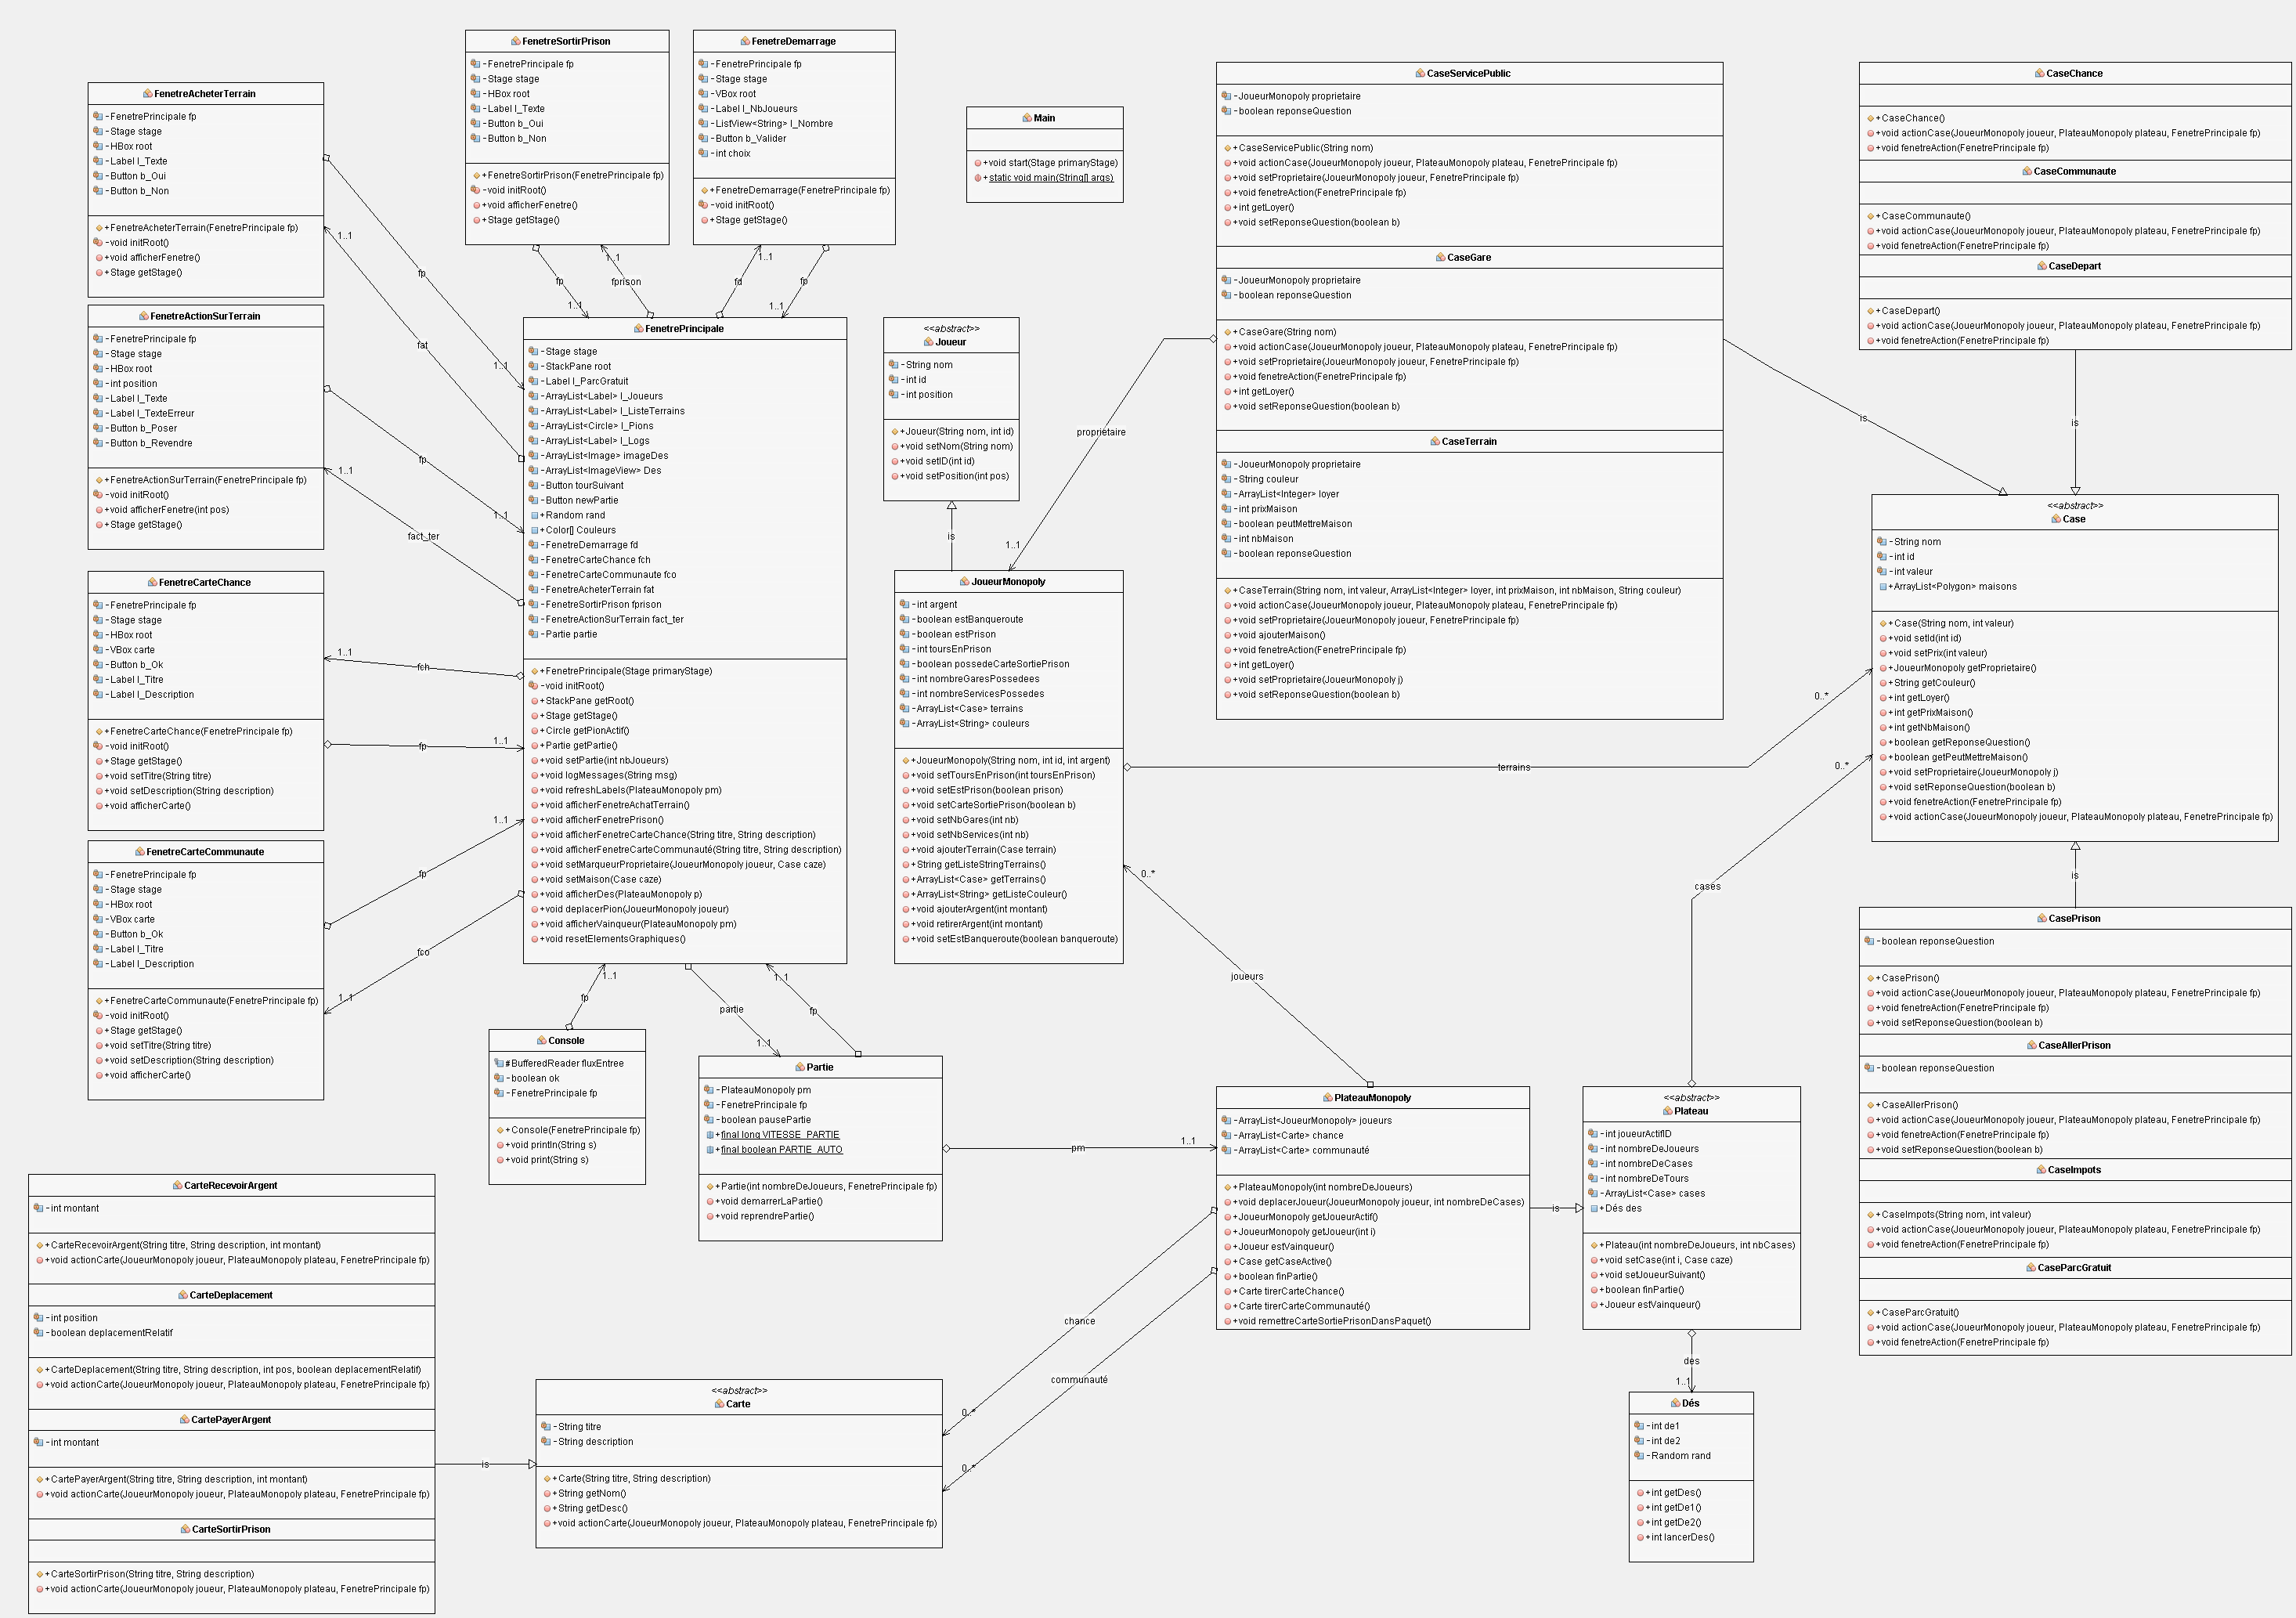 FenetreSortirPrison
-FenetrePrincipale fp
-Stage stage
-HBox root
-Label l_Texte
-Button b_Oui
-Button b_Non
+FenetreSortirPrison(FenetrePrincipale fp)
-void initRoot()
+void afficherFenetre()
+Stage getStage()
FenetreDemarrage
-FenetrePrincipale fp
-Stage stage
-VBox root
-Label l_NbJoueurs
-ListView<String> l_Nombre
-Button b_Valider
-int choix
+FenetreDemarrage(FenetrePrincipale fp)
-void initRoot()
+Stage getStage()
FenetreAcheterTerrain
-FenetrePrincipale fp
-Stage stage
-HBox root
-Label l_Texte
-Button b_Oui
-Button b_Non
+FenetreAcheterTerrain(FenetrePrincipale fp)
-void initRoot()
+void afficherFenetre()
+Stage getStage()
Main
+void start(Stage primaryStage)
+static void main(String[] args)
CaseServicePublic
-JoueurMonopoly proprietaire
-boolean reponseQuestion
+CaseServicePublic(String nom)
+void actionCase(JoueurMonopoly joueur, PlateauMonopoly plateau, FenetrePrincipale fp)
+void setProprietaire(JoueurMonopoly joueur, FenetrePrincipale fp)
+void fenetreAction(FenetrePrincipale fp)
+int getLoyer()
+void setReponseQuestion(boolean b)
CaseGare
-JoueurMonopoly proprietaire
-boolean reponseQuestion
+CaseGare(String nom)
+void actionCase(JoueurMonopoly joueur, PlateauMonopoly plateau, FenetrePrincipale fp)
+void setProprietaire(JoueurMonopoly joueur, FenetrePrincipale fp)
+void fenetreAction(FenetrePrincipale fp)
+int getLoyer()
+void setReponseQuestion(boolean b)
CaseTerrain
-JoueurMonopoly proprietaire
-String couleur
-ArrayList<Integer> loyer
-int prixMaison
-boolean peutMettreMaison
-int nbMaison
-boolean reponseQuestion
+CaseTerrain(String nom, int valeur, ArrayList<Integer> loyer, int prixMaison, int nbMaison, String couleur)
+void actionCase(JoueurMonopoly joueur, PlateauMonopoly plateau, FenetrePrincipale fp)
+void setProprietaire(JoueurMonopoly joueur, FenetrePrincipale fp)
+void ajouterMaison()
+void fenetreAction(FenetrePrincipale fp)
+int getLoyer()
+void setProprietaire(JoueurMonopoly j)
+void setReponseQuestion(boolean b)
CaseChance
+CaseChance()
+void actionCase(JoueurMonopoly joueur, PlateauMonopoly plateau, FenetrePrincipale fp)
+void fenetreAction(FenetrePrincipale fp)
CaseCommunaute
+CaseCommunaute()
+void actionCase(JoueurMonopoly joueur, PlateauMonopoly plateau, FenetrePrincipale fp)
+void fenetreAction(FenetrePrincipale fp)
CaseDepart
+CaseDepart()
+void actionCase(JoueurMonopoly joueur, PlateauMonopoly plateau, FenetrePrincipale fp)
+void fenetreAction(FenetrePrincipale fp)
FenetreActionSurTerrain
-FenetrePrincipale fp
-Stage stage
-HBox root
-int position
-Label l_Texte
-Label l_TexteErreur
-Button b_Poser
-Button b_Revendre
+FenetreActionSurTerrain(FenetrePrincipale fp)
-void initRoot()
+void afficherFenetre(int pos)
+Stage getStage()
FenetreCarteChance
-FenetrePrincipale fp
-Stage stage
-HBox root
-VBox carte
-Button b_Ok
-Label l_Titre
-Label l_Description
+FenetreCarteChance(FenetrePrincipale fp)
-void initRoot()
+Stage getStage()
+void setTitre(String titre)
+void setDescription(String description)
+void afficherCarte()
FenetreCarteCommunaute
-FenetrePrincipale fp
-Stage stage
-HBox root
-VBox carte
-Button b_Ok
-Label l_Titre
-Label l_Description
+FenetreCarteCommunaute(FenetrePrincipale fp)
-void initRoot()
+Stage getStage()
+void setTitre(String titre)
+void setDescription(String description)
+void afficherCarte()
fp
1..1
fat
1..1
fp
1..1
fact_ter
1..1
fch
1..1
fp
1..1
fp
1..1
fco
1..1
fp
1..1
fprison
1..1
fd
1..1
fp
1..1
FenetrePrincipale
-Stage stage
-StackPane root
-Label l_ParcGratuit
-ArrayList<Label> l_Joueurs
-ArrayList<Label> l_ListeTerrains
-ArrayList<Circle> l_Pions
-ArrayList<Label> l_Logs
-ArrayList<Image> imageDes
-ArrayList<ImageView> Des
-Button tourSuivant
-Button newPartie
+Random rand
+Color[] Couleurs
-FenetreDemarrage fd
-FenetreCarteChance fch
-FenetreCarteCommunaute fco
-FenetreAcheterTerrain fat
-FenetreSortirPrison fprison
-FenetreActionSurTerrain fact_ter
-Partie partie
+FenetrePrincipale(Stage primaryStage)
-void initRoot()
+StackPane getRoot()
+Stage getStage()
+Circle getPionActif()
+Partie getPartie()
+void setPartie(int nbJoueurs)
+void logMessages(String msg)
+void refreshLabels(PlateauMonopoly pm)
+void afficherFenetreAchatTerrain()
+void afficherFenetrePrison()
+void afficherFenetreCarteChance(String titre, String description)
+void afficherFenetreCarteCommunauté(String titre, String description)
+void setMarqueurProprietaire(JoueurMonopoly joueur, Case caze)
+void setMaison(Case caze)
+void afficherDes(PlateauMonopoly p)
+void deplacerPion(JoueurMonopoly joueur)
+void afficherVainqueur(PlateauMonopoly pm)
+void resetElementsGraphiques()
<<abstract>>
Joueur
-String nom
-int id
-int position
+Joueur(String nom, int id)
+void setNom(String nom)
+void setID(int id)
+void setPosition(int pos)
is
proprietaire
1..1
JoueurMonopoly
-int argent
-boolean estBanqueroute
-boolean estPrison
-int toursEnPrison
-boolean possedeCarteSortiePrison
-int nombreGaresPossedees
-int nombreServicesPossedes
-ArrayList<Case> terrains
-ArrayList<String> couleurs
+JoueurMonopoly(String nom, int id, int argent)
+void setToursEnPrison(int toursEnPrison)
+void setEstPrison(boolean prison)
+void setCarteSortiePrison(boolean b)
+void setNbGares(int nb)
+void setNbServices(int nb)
+void ajouterTerrain(Case terrain)
+String getListeStringTerrains()
+ArrayList<Case> getTerrains()
+ArrayList<String> getListeCouleur()
+void ajouterArgent(int montant)
+void retirerArgent(int montant)
+void setEstBanqueroute(boolean banqueroute)
is
is
<<abstract>>
Case
-String nom
-int id
-int valeur
+ArrayList<Polygon> maisons
+Case(String nom, int valeur)
+void setId(int id)
+void setPrix(int valeur)
+JoueurMonopoly getProprietaire()
+String getCouleur()
+int getLoyer()
+int getPrixMaison()
+int getNbMaison()
+boolean getReponseQuestion()
+boolean getPeutMettreMaison()
+void setProprietaire(JoueurMonopoly j)
+void setReponseQuestion(boolean b)
+void fenetreAction(FenetrePrincipale fp)
+void actionCase(JoueurMonopoly joueur, PlateauMonopoly plateau, FenetrePrincipale fp)
terrains
0..*
cases
0..*
is
joueurs
0..*
CasePrison
-boolean reponseQuestion
+CasePrison()
+void actionCase(JoueurMonopoly joueur, PlateauMonopoly plateau, FenetrePrincipale fp)
+void fenetreAction(FenetrePrincipale fp)
+void setReponseQuestion(boolean b)
CaseAllerPrison
-boolean reponseQuestion
+CaseAllerPrison()
+void actionCase(JoueurMonopoly joueur, PlateauMonopoly plateau, FenetrePrincipale fp)
+void fenetreAction(FenetrePrincipale fp)
+void setReponseQuestion(boolean b)
CaseImpots
+CaseImpots(String nom, int valeur)
+void actionCase(JoueurMonopoly joueur, PlateauMonopoly plateau, FenetrePrincipale fp)
+void fenetreAction(FenetrePrincipale fp)
CaseParcGratuit
+CaseParcGratuit()
+void actionCase(JoueurMonopoly joueur, PlateauMonopoly plateau, FenetrePrincipale fp)
+void fenetreAction(FenetrePrincipale fp)
fp
1..1
partie
1..1
fp
1..1
Console
#BufferedReader fluxEntree
-boolean ok
-FenetrePrincipale fp
+Console(FenetrePrincipale fp)
+void println(String s)
+void print(String s)
Partie
-PlateauMonopoly pm
-FenetrePrincipale fp
-boolean pausePartie
+final long VITESSE_PARTIE
+final boolean PARTIE_AUTO
+Partie(int nombreDeJoueurs, FenetrePrincipale fp)
+void demarrerLaPartie()
+void reprendrePartie()
pm
1..1
PlateauMonopoly
-ArrayList<JoueurMonopoly> joueurs
-ArrayList<Carte> chance
-ArrayList<Carte> communauté
+PlateauMonopoly(int nombreDeJoueurs)
+void deplacerJoueur(JoueurMonopoly joueur, int nombreDeCases)
+JoueurMonopoly getJoueurActif()
+JoueurMonopoly getJoueur(int i)
+Joueur estVainqueur()
+Case getCaseActive()
+boolean finPartie()
+Carte tirerCarteChance()
+Carte tirerCarteCommunauté()
+void remettreCarteSortiePrisonDansPaquet()
is
<<abstract>>
Plateau
-int joueurActifID
-int nombreDeJoueurs
-int nombreDeCases
-int nombreDeTours
-ArrayList<Case> cases
+Dés des
+Plateau(int nombreDeJoueurs, int nbCases)
+void setCase(int i, Case caze)
+void setJoueurSuivant()
+boolean finPartie()
+Joueur estVainqueur()
des
1..1
Dés
-int de1
-int de2
-Random rand
+int getDes()
+int getDe1()
+int getDe2()
+int lancerDes()
chance
0..*
communauté
0..*
CarteRecevoirArgent
-int montant
+CarteRecevoirArgent(String titre, String description, int montant)
+void actionCarte(JoueurMonopoly joueur, PlateauMonopoly plateau, FenetrePrincipale fp)
CarteDeplacement
-int position
-boolean deplacementRelatif
+CarteDeplacement(String titre, String description, int pos, boolean deplacementRelatif)
+void actionCarte(JoueurMonopoly joueur, PlateauMonopoly plateau, FenetrePrincipale fp)
CartePayerArgent
-int montant
+CartePayerArgent(String titre, String description, int montant)
+void actionCarte(JoueurMonopoly joueur, PlateauMonopoly plateau, FenetrePrincipale fp)
CarteSortirPrison
+CarteSortirPrison(String titre, String description)
+void actionCarte(JoueurMonopoly joueur, PlateauMonopoly plateau, FenetrePrincipale fp)
is
<<abstract>>
Carte
-String titre
-String description
+Carte(String titre, String description)
+String getNom()
+String getDesc()
+void actionCarte(JoueurMonopoly joueur, PlateauMonopoly plateau, FenetrePrincipale fp)